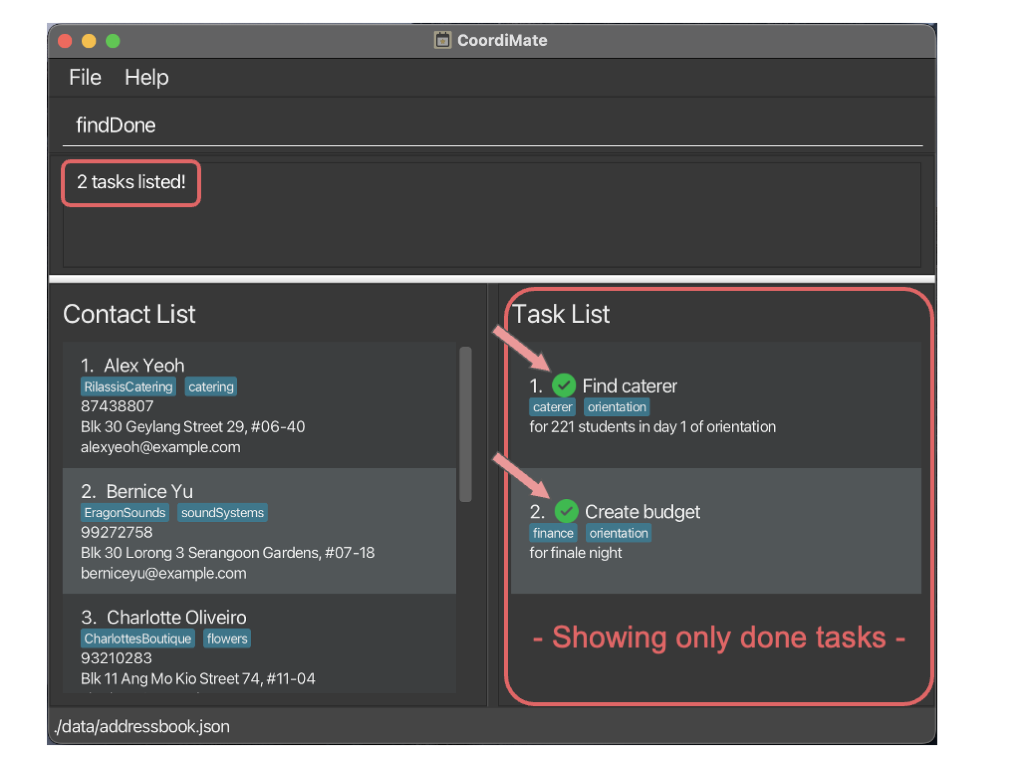 CoordiMate
File Help
findDone
2 tasks listed!
Contact List
1. Alex Yeoh
RilassisCatering catering
87438807
Blk 30 Geylang Street 29, #06-40
alexyeoh@example.com
2. Bernice Yu
EragonSounds soundSystems
99272758
Blk 30 Lorong 3 Serangoon Gardens, #07-18
berniceyu@example.com
3. Charlotte Oliveiro
CharlottesBoutique flowers
93210283
Blk 11 Ang Mo Kio Street 74, #11-04
Task List
1. Find caterer
caterer orientation
for 221 students in day 1 of orientation
2. Create budget
finance orientation
for finale night
- Showing only done tasks -
./data/addressbook.json